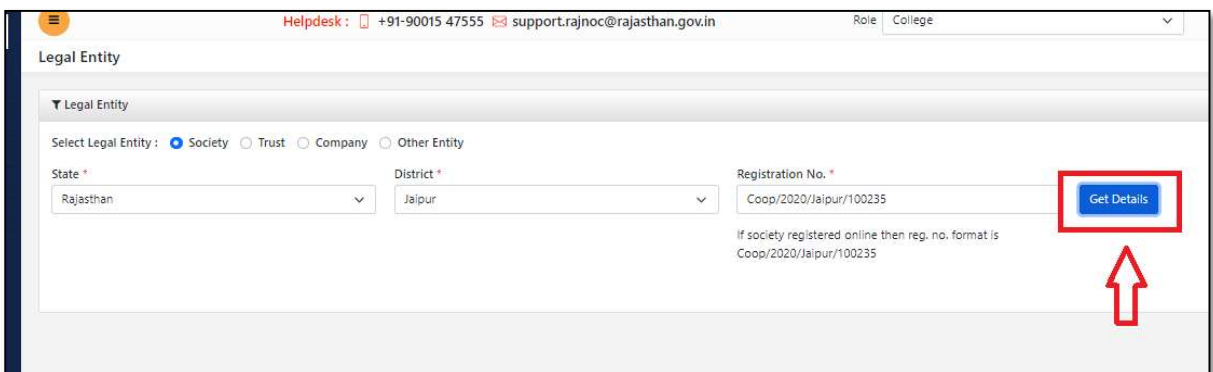 Helpdesk : +91-90015 47555 support.rajnoc@rajasthan.gov.in Role College
Legal Entity
Legal Entity
Select Legal Entity : Society Trust Company Other Entity
State * District * Registration No. *
Rajasthan Jaipur Coop/2020/Jaipur/100235 Get Details
If society registered online then reg. no. format is
Coop/2020/Jaipur/100235